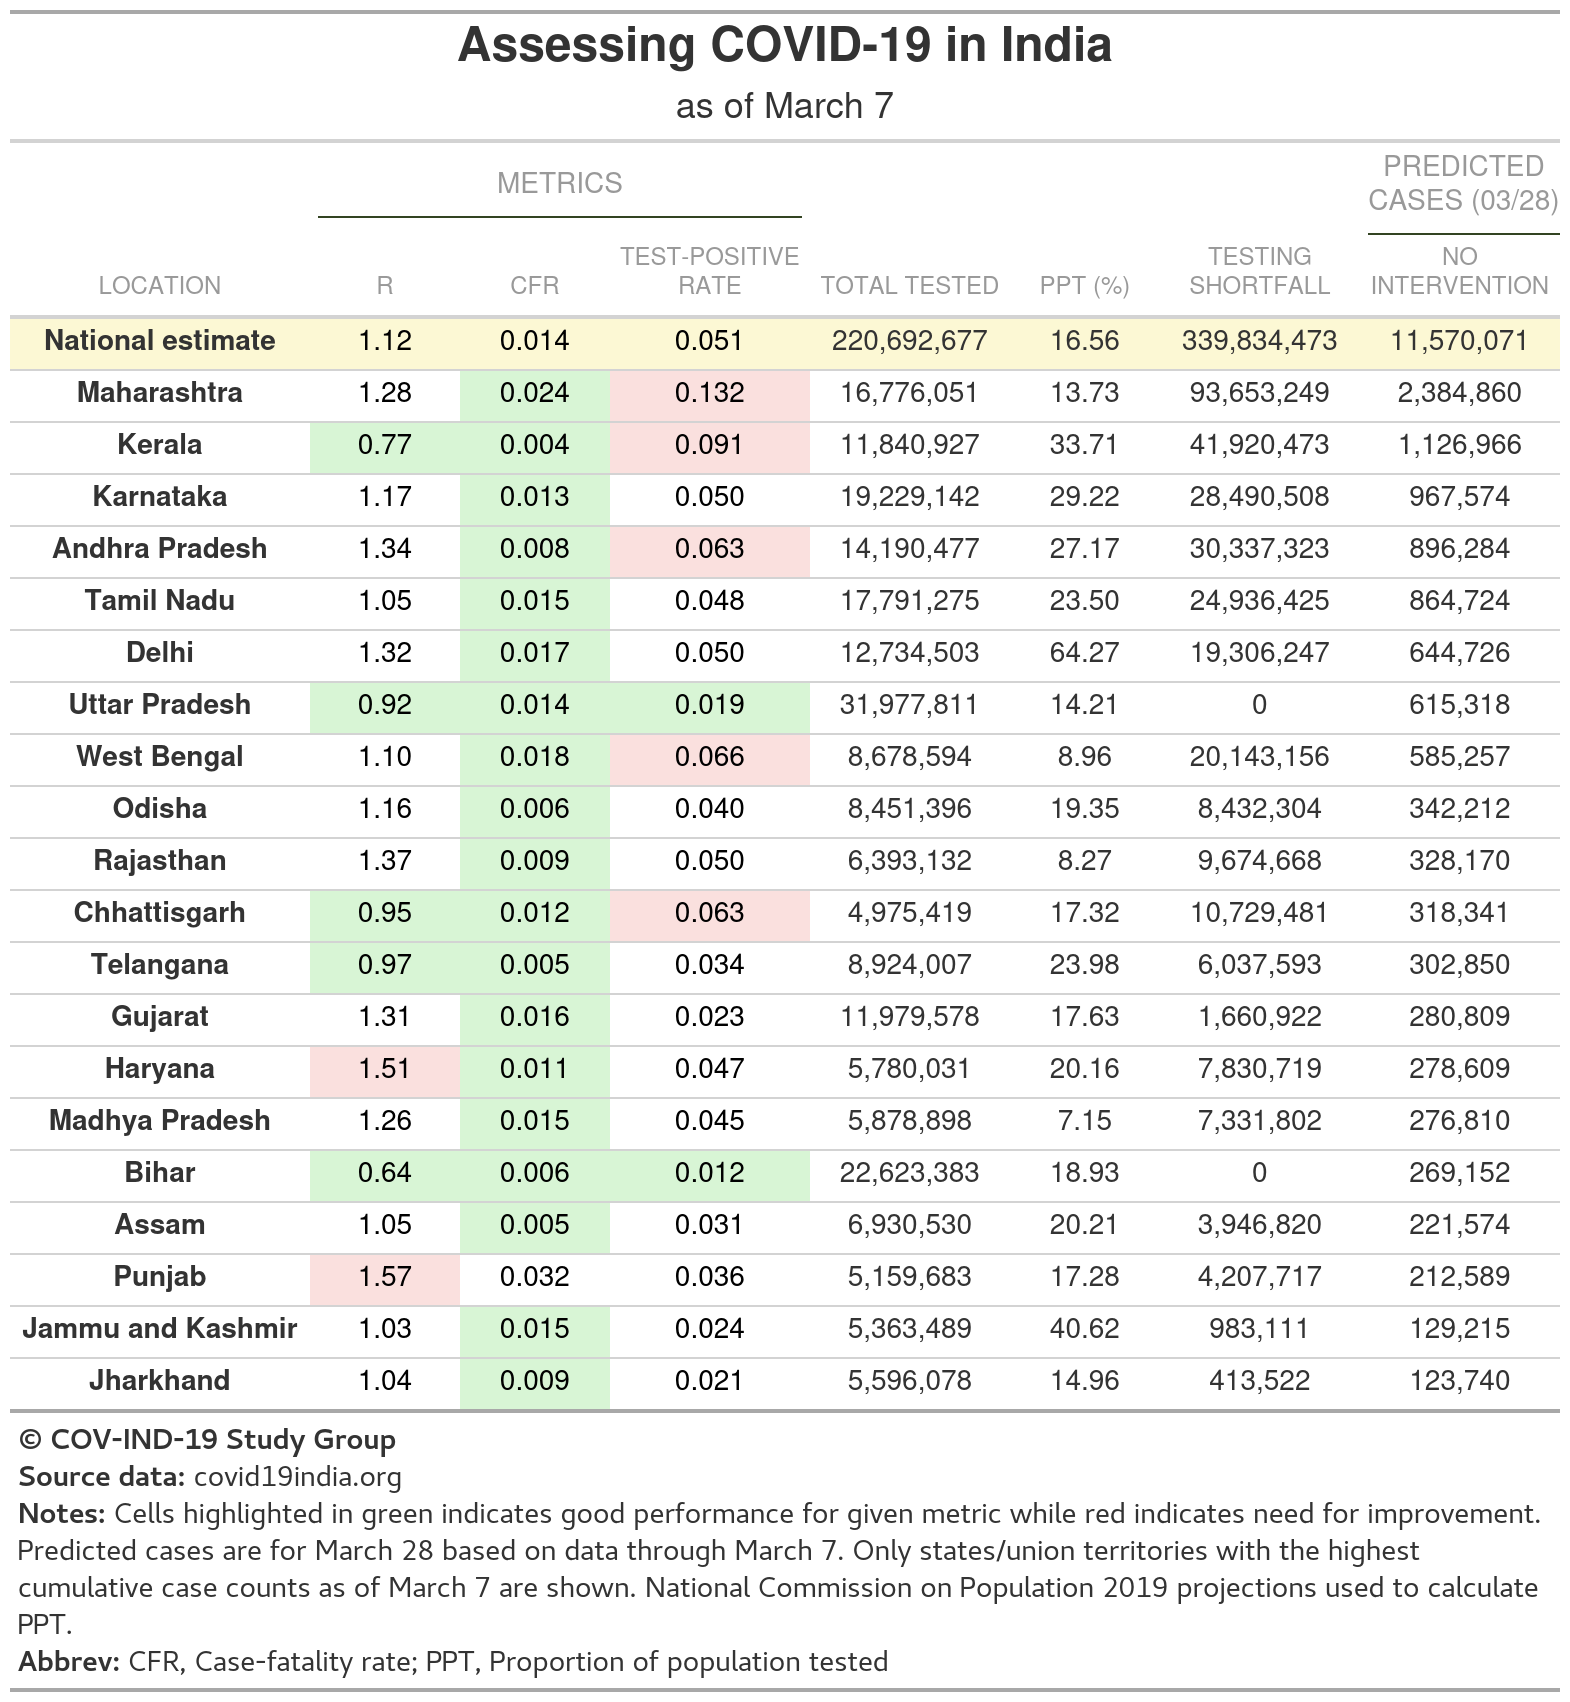 Assessing COVID-19 in India
as of March 7
METRICS
PREDICTED
CASES (03/28)
LOCATION R CFR TEST-POSITIVE RATE TOTAL TESTED PPT (%) TESTING SHORTFALL NO INTERVENTION
National estimate 1.12 0.014 0.051 220,692,677 16.56 339,834,473 11,570,071
Maharashtra 1.28 0.024 0.132 16,776,051 13.73 93,653,249 2,384,860
Kerala 0.77 0.004 0.091 11,840,927 33.71 41,920,473 1,126,966
Karnataka 1.17 0.013 0.050 19,229,142 29.22 28,490,508 967,574
Andhra Pradesh 1.34 0.008 0.063 14,190,477 27.17 30,337,323 896,284
Tamil Nadu 1.05 0.015 0.048 17,791,275 23.50 24,936,425 864,724
Delhi 1.32 0.017 0.050 12,734,503 64.27 19,306,247 644,726
Uttar Pradesh 0.92 0.014 0.019 31,977,811 14.21 0 615,318
West Bengal 1.10 0.018 0.066 8,678,594 8.96 20,143,156 585,257
Odisha 1.16 0.006 0.040 8,451,396 19.35 8,432,304 342,212
Rajasthan 1.37 0.009 0.050 6,393,132 8.27 9,674,668 328,170
Chhattisgarh 0.95 0.012 0.063 4,975,419 17.32 10,729,481 318,341
Telangana 0.97 0.005 0.034 8,924,007 23.98 6,037,593 302,850
Gujarat 1.31 0.016 0.023 11,979,578 17.63 1,660,922 280,809
Haryana 1.51 0.011 0.047 5,780,031 20.16 7,830,719 278,609
Madhya Pradesh 1.26 0.015 0.045 5,878,898 7.15 7,331,802 276,810
Bihar 0.64 0.006 0.012 22,623,383 18.93 0 269,152
Assam 1.05 0.005 0.031 6,930,530 20.21 3,946,820 221,574
Punjab 1.57 0.032 0.036 5,159,683 17.28 4,207,717 212,589
Jammu and Kashmir 1.03 0.015 0.024 5,363,489 40.62 983,111 129,215
Jharkhand 1.04 0.009 0.021 5,596,078 14.96 413,522 123,740
© COV-IND-19 Study Group
Source data: covid19india.org
Notes: Cells highlighted in green indicates good performance for given metric while red indicates need for improvement.
Predicted cases are for March 28 based on data through March 7. Only states/union territories with the highest
cumulative case counts as of March 7 are shown. National Commission on Population 2019 projections used to calculate
PPT.
Abbrev: CFR, Case-fatality rate; PPT, Proportion of population tested